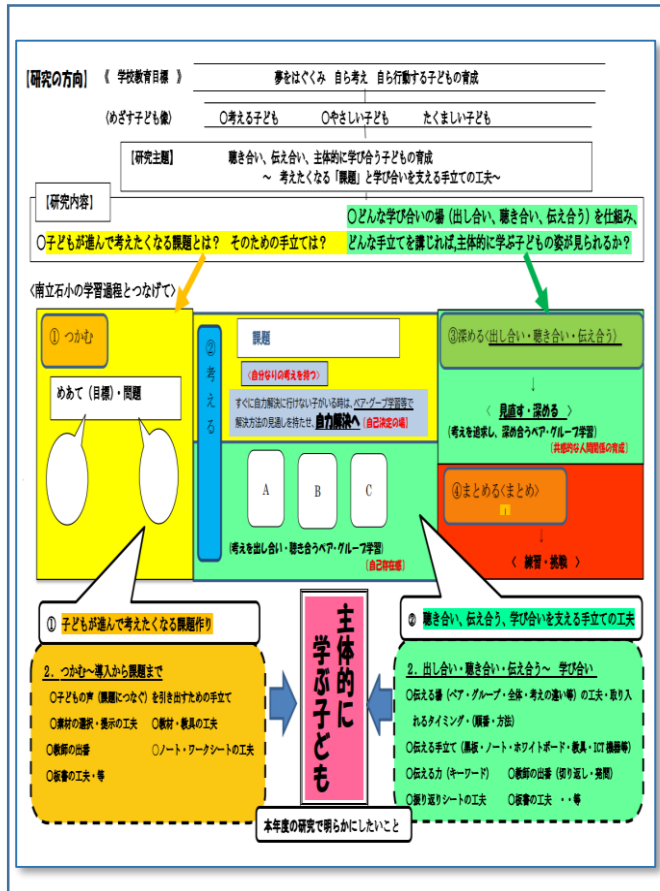 【研究の方向】 《 学校教育目標 》 夢をはぐくみ 自ら考え 自ら行動する子どもの育成
〈めざす子ども像〉 ○考える子ども ○やさしい子ども たくましい子ども
【研究主題】 聴き合い、伝え合い、主体的に学び合う子どもの育成
～ 考えたくなる「課題」と学び合いを支える手立ての工夫～
【研究内容】
○子どもが進んで考えたくなる課題とは? そのための手立ては?
○どんな学び合いの場（出し合い、聴き合い、伝え合う）を仕組み、
どんな手立てを講じれば,主体的に学ぶ子どもの姿が見られるか?
〈南立石小の学習過程とつなげて〉
① つかむ
めあて（目標）・問題
②考える
課題
〈自分なりの考えを持つ〉
すぐに自力解決に行けない子がいる時は、ペア・グープ学習等で
解決方法の見通しを持たせ、自力解決へ【自己決定の場】
A B C
(考えを出し合い・聴き合うペア・グループ学習)
【自己存在感】
③深める<出し合い・聴き合い・伝え合う〉
↓
〈 見直す・深める 〉
(考えを追求し、深め合うペア・グループ学習)
【共感的な人間関係の育成】
④まとめる<まとめ>
↓
〈 練習・挑戦 〉
① 子どもが進んで考えたくなる課題作り
2．つかむ～導入から課題まで
○子どもの声（課題につなぐ）を引き出すための手立て
○素材の選択・提示の工夫 ○教材・教具の工夫
○教師の出番 ○ノート・ワークシートの工夫
○板書の工夫・等
主体的に
学ぶ子ども
② 聴き合い、伝え合う、学び合いを支える手立ての工夫
2．出し合い・聴き合い・伝え合う～ 学び合い
○伝える場（ペア・グループ・全体・考えの違い等）の工夫・取り入
れるタイミング・（順番・方法）
○伝える手立て（黒板・ノート・ホワイトボード・教具・ICT機器等）
○伝える力（キーワード） ○教師の出番（切り返し・発問）
○振り返りシートの工夫 ○板書の工夫 ・・等
本年度の研究で明らかにしたいこと